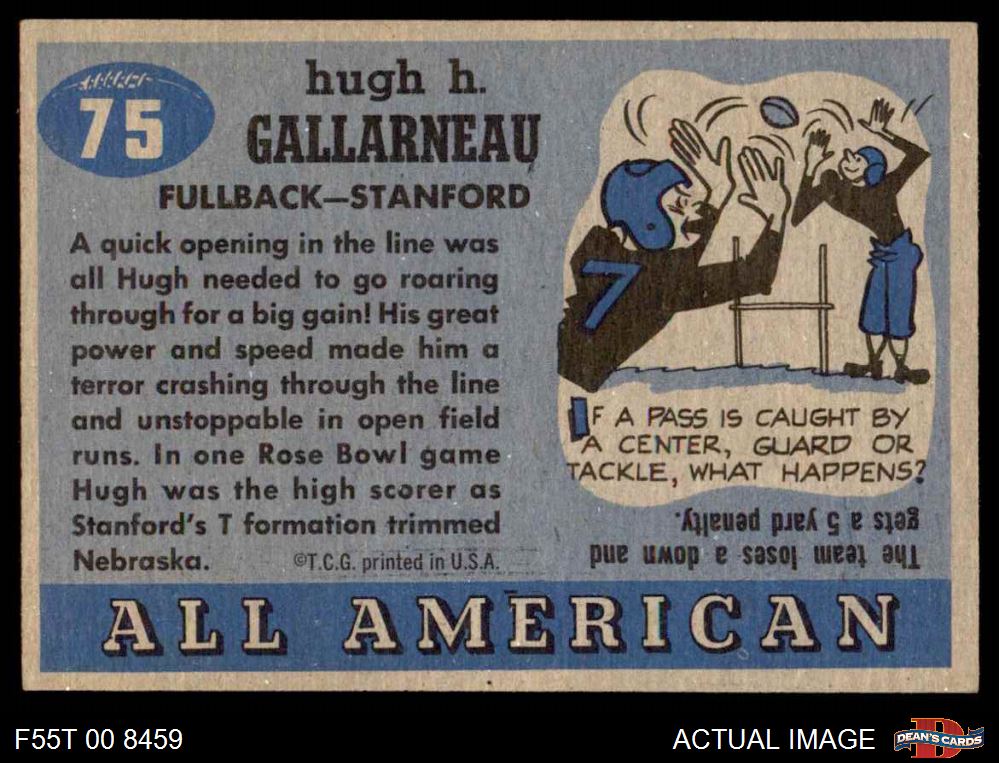 75
hugh h.
GALLARNEAU
FULLBACK—STANFORD
A quick opening in the line was
all Hugh needed to go roaring
through for a big gain! His great
power and speed made him a
terror crashing through the line
and unstoppable in open field
runs. In one Rose Bowl game
Hugh was the high scorer as
Stanford's T formation trimmed
Nebraska.
©T.C.G. printed in U.S.A.
7
IF A PASS IS CAUGHT BY
A CENTER, GUARD OR
TACKLE, WHAT HAPPENS?
The team loses a down and
gets a 5 yard penalty.
ALL AMERICAN
F55T 00 8459
ACTUAL IMAGE
D
DEAN'S CARDS